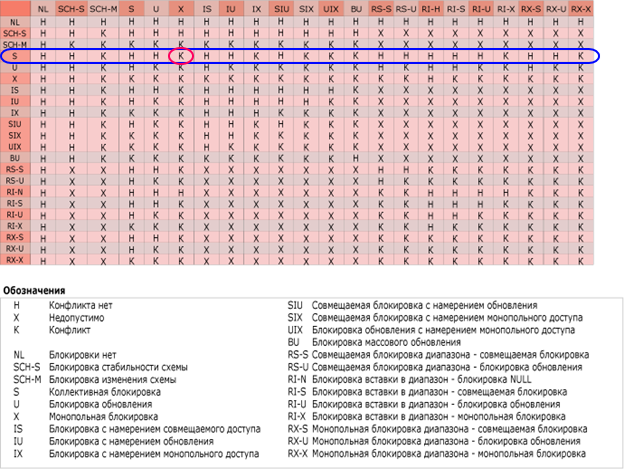 NL SCH-S SCH-M S U X IS IU IX SIU SIX UIX BU RS-S RS-U RI-H RI-S RI-U RI-X RX-S RX-U RX-X
NL Н Н Н Н Н Н Н Н Н Н Н Н Н Н Н Н Н Н Н Н Н Н
SCH-S Н Н К Н Н Н Н Н Н Н Н Н Н Х Х Х Х Х Х Х Х Х
SCH-M Н К К К К К К К К К К К К Х Х Х Х Х Х Х Х Х
S Н Н К Н Н К Н Н К Н К К К Н Н Н Н Н К Н Н К
U Н Н К Н К К Н К К К К К К Н К Н Н К К Н К К
X Н Н К К К К К К К К К К К К К Н К К К К К К
IS Н Н К Н Н К Н Н Н Н Н Н К Х Х Х Х Х Х Х Х Х
IU Н Н К Н К К Н Н Н Н Н К К Х Х Х Х Х Х Х Х Х
IX Н Н К К К К Н Н Н К К К К Х Х Х Х Х Х Х Х Х
SIU Н Н К Н К К Н Н К Н К К К Х Х Х Х Х Х Х Х Х
SIX Н Н К К К К Н Н К К К К К Х Х Х Х Х Х Х Х Х
UIX Н Н К К К К Н К К К К К К Х Х Х Х Х Х Х Х Х
BU Н Н К К К К К К К К К К Н Х Х Х Х Х Х Х Х Х
RS-S Н Х Х Н Н К Х Х Х Х Х Х Х Н Н К К К К К К К
RS-U Н Х Х Н К К Х Х Х Х Х Х Х Н К К К К К К К К
RI-N Н Х Х Н Н Н Х Х Х Х Х Х Х К К Н Н Н Н К К К
RI-S Н Х Х Н Н К Х Х Х Х Х Х Х К К Н Н Н К К К К
RI-U Н Х Х Н К К Х Х Х Х Х Х Х К К Н Н К К К К К
RI-X Н Х Х К К К Х Х Х Х Х Х Х К К Н К К К К К К
RX-S Н Х Х Н Н К Х Х Х Х Х Х Х К К К К К К К К К
RX-U Н Х Х Н К К Х Х Х Х Х Х Х К К К К К К К К К
RX-X Н Х Х К К К Х Х Х Х Х Х Х К К К К К К К К К
Обозначения
Н Конфликта нет
Х Недопустимо
К Конфликт
NL Блокировки нет
SCH-S Блокировка стабильности схемы
SCH-M Блокировка изменения схемы
S Коллективная блокировка
U Блокировка обновления
X Монопольная блокировка
IS Блокировка с намерением совмещаемого доступа
IU Блокировка с намерением обновления
IX Блокировка с намерением монопольного доступа
SIU Совмещаемая блокировка с намерением обновления
SIX Совмещаемая блокировка с намерением монопольного доступа
UIX Блокировка обновления с намерением монопольного доступа
BU Блокировка массового обновления
RS-S Совмещаемая блокировка диапазона - совмещаемая блокировка
RS-U Совмещаемая блокировка диапазона - блокировка обновления
RI-N Блокировка вставки в диапазон - блокировка NULL
RI-S Блокировка вставки в диапазон - совмещаемая блокировка
RI-U Блокировка вставки в диапазон - блокировка обновления
RI-X Блокировка вставки в диапазон - монопольная блокировка
RX-S Монопольная блокировка диапазона - совмещаемая блокировка
RX-U Монопольная блокировка диапазона - блокировка обновления
RX-X Монопольная блокировка диапазона - монопольная блокировка